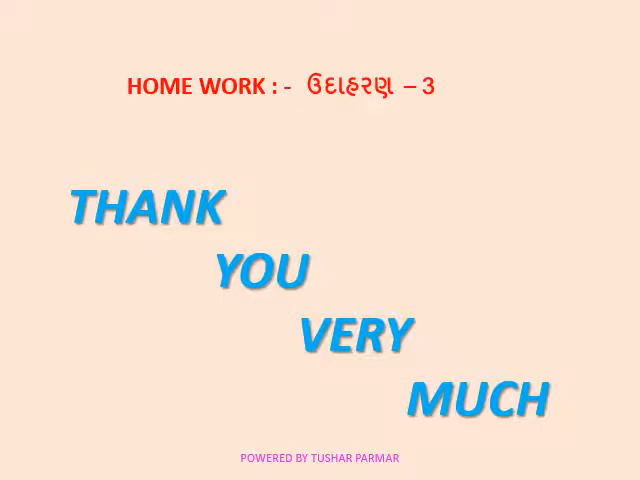 HOME WORK : - ઉદાહરણ – 3
THANK
YOU
VERY
MUCH
POWERED BY TUSHAR PARMAR